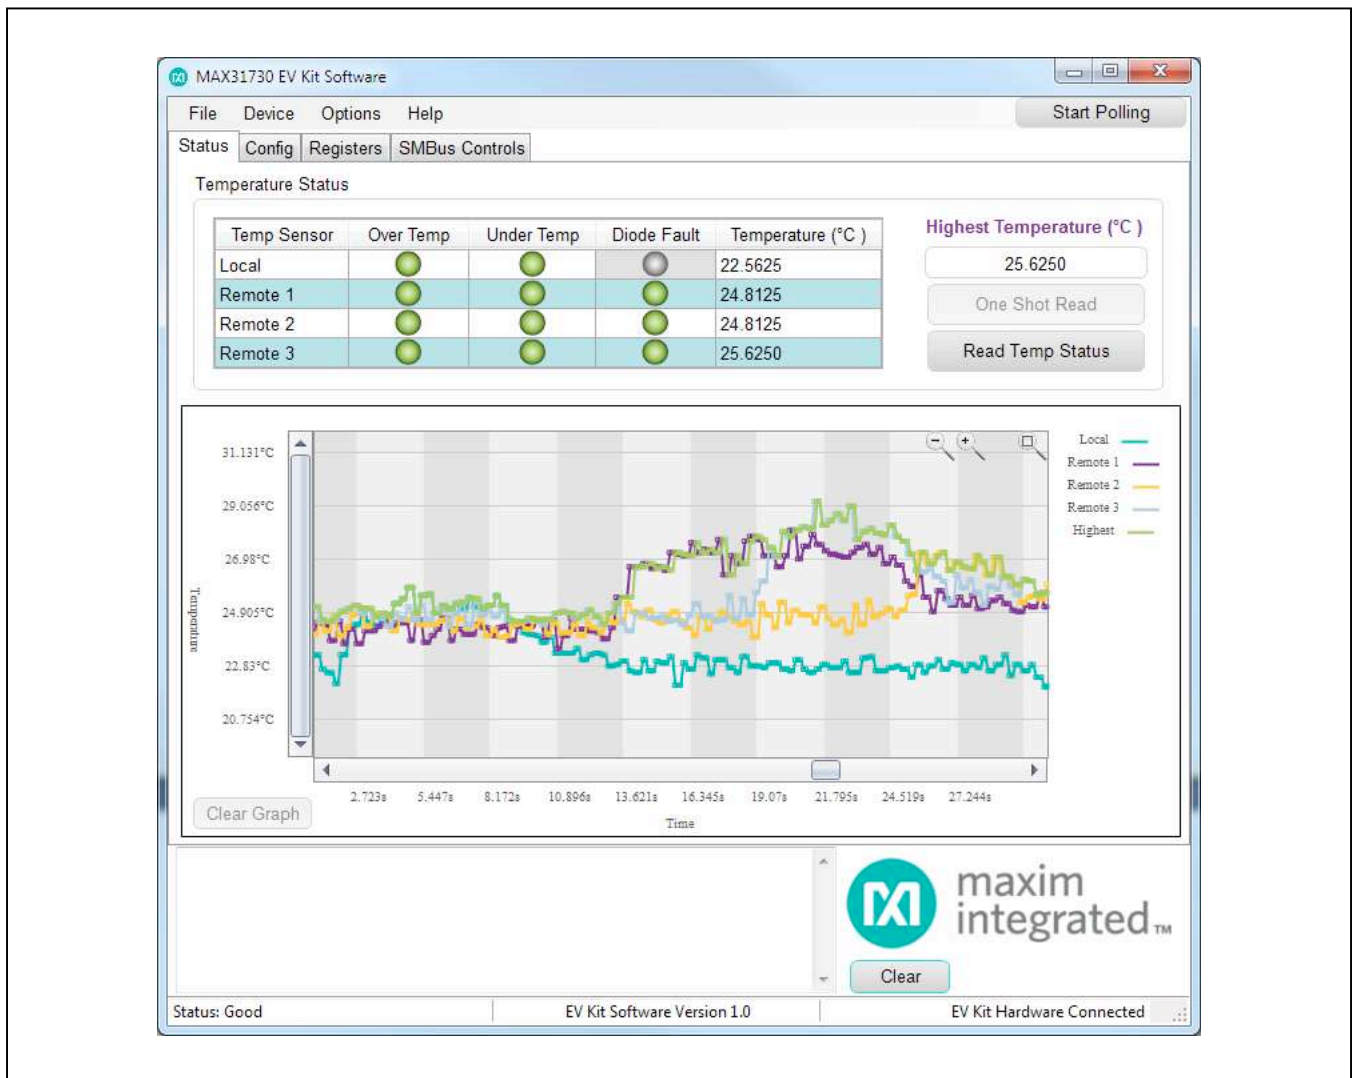 MAX31730 EV Kit Software
File Device Options Help Start Polling
Status Config Registers SMBus Controls
Temperature Status
Temp Sensor Over Temp Under Temp Diode Fault Temperature (°C )
Local 22.5625
Remote 1 24.8125
Remote 2 24.8125
Remote 3 25.6250
Highest Temperature (°C )
25.6250
One Shot Read
Read Temp Status
31.131°C
29.056°C
26.98°C
24.905°C
22.83°C
20.754°C
Temperature
Local
Remote 1
Remote 2
Remote 3
Highest
2.723s 5.447s 8.172s 10.896s 13.621s 16.345s 19.07s 21.795s 24.519s 27.244s
Time
Clear Graph
maxim
integrated™
Clear
Status: Good EV Kit Software Version 1.0 EV Kit Hardware Connected